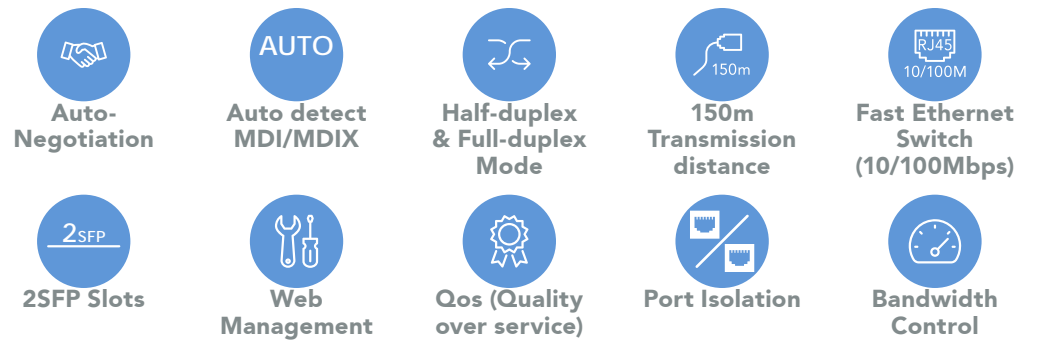 AUTO
150m
RJ45
10/100M
Auto-
Negotiation
Auto detect
MDI/MDIX
Half-duplex
& Full-duplex
Mode
150m
Transmission
distance
Fast Ethernet
Switch
(10/100Mbps)
2SFP
2SFP Slots
Web
Management
Qos (Quality
over service)
Port Isolation
Bandwidth
Control